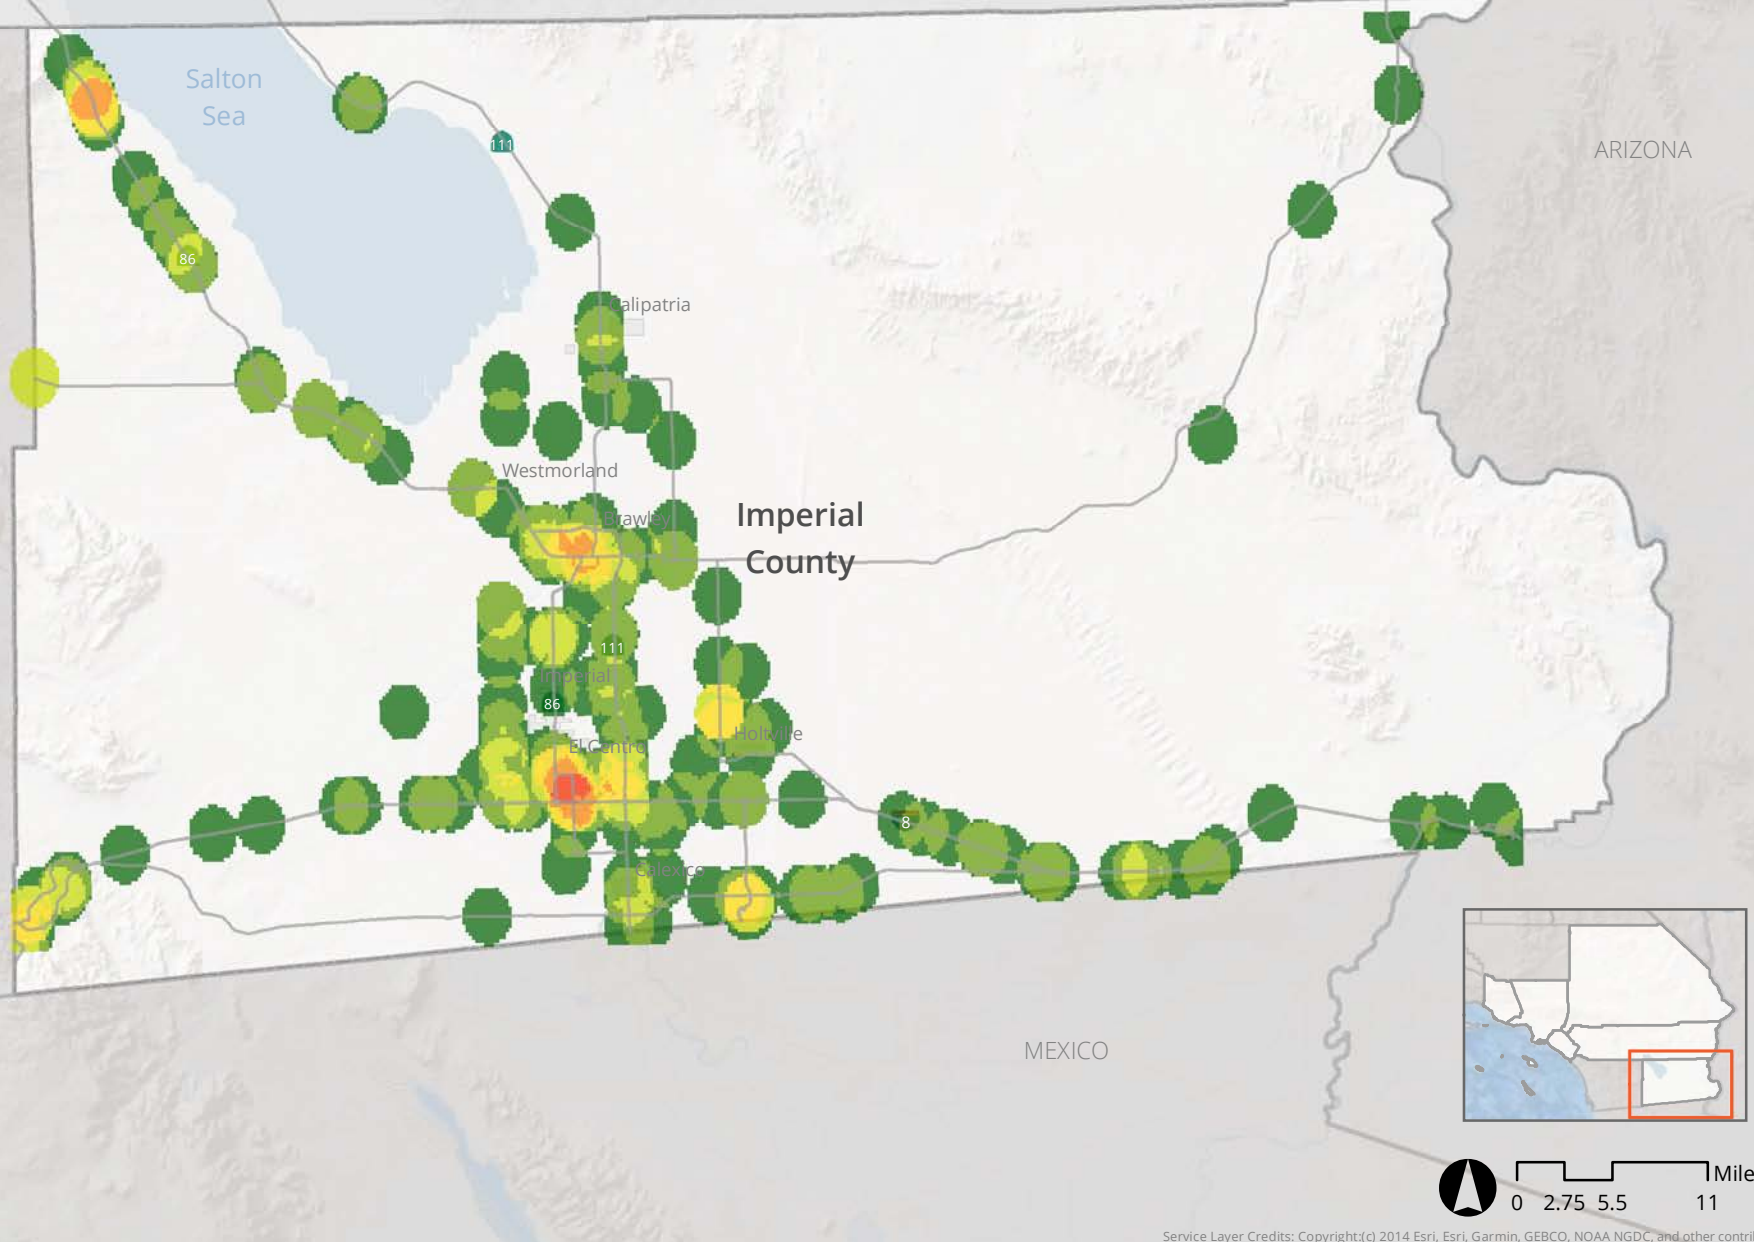 Salton
Sea
111
ARIZONA
86
alipatria
Westmorland
Imperial
County
Brawley
111
Imperial
86
Holtville
El Centro
8
Calexico
MEXICO
Mile
0 2.75 5.5 11
Service Layer Credits: Copyright:(c) 2014 Esri, Esri, Garmin, GEBCO, NOAA NGDC, and other contri